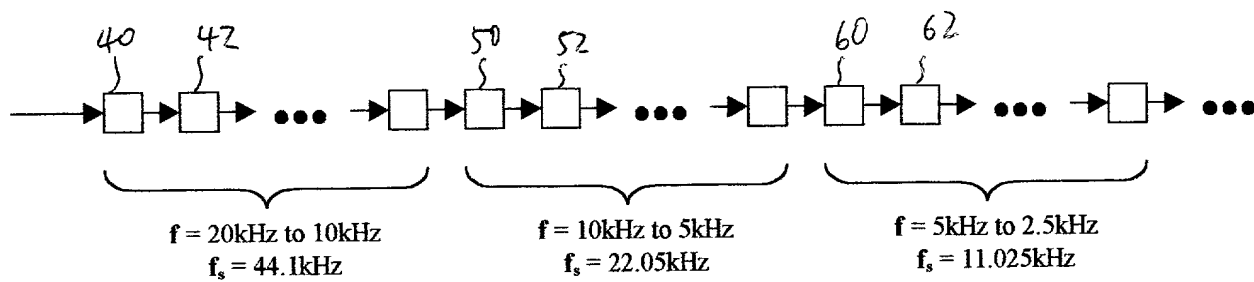 40 42 50 52 60 62
f = 20kHz to 10kHz
fs = 44.1kHz
f = 10kHz to 5kHz
fs = 22.05kHz
f = 5kHz to 2.5kHz
fs = 11.025kHz